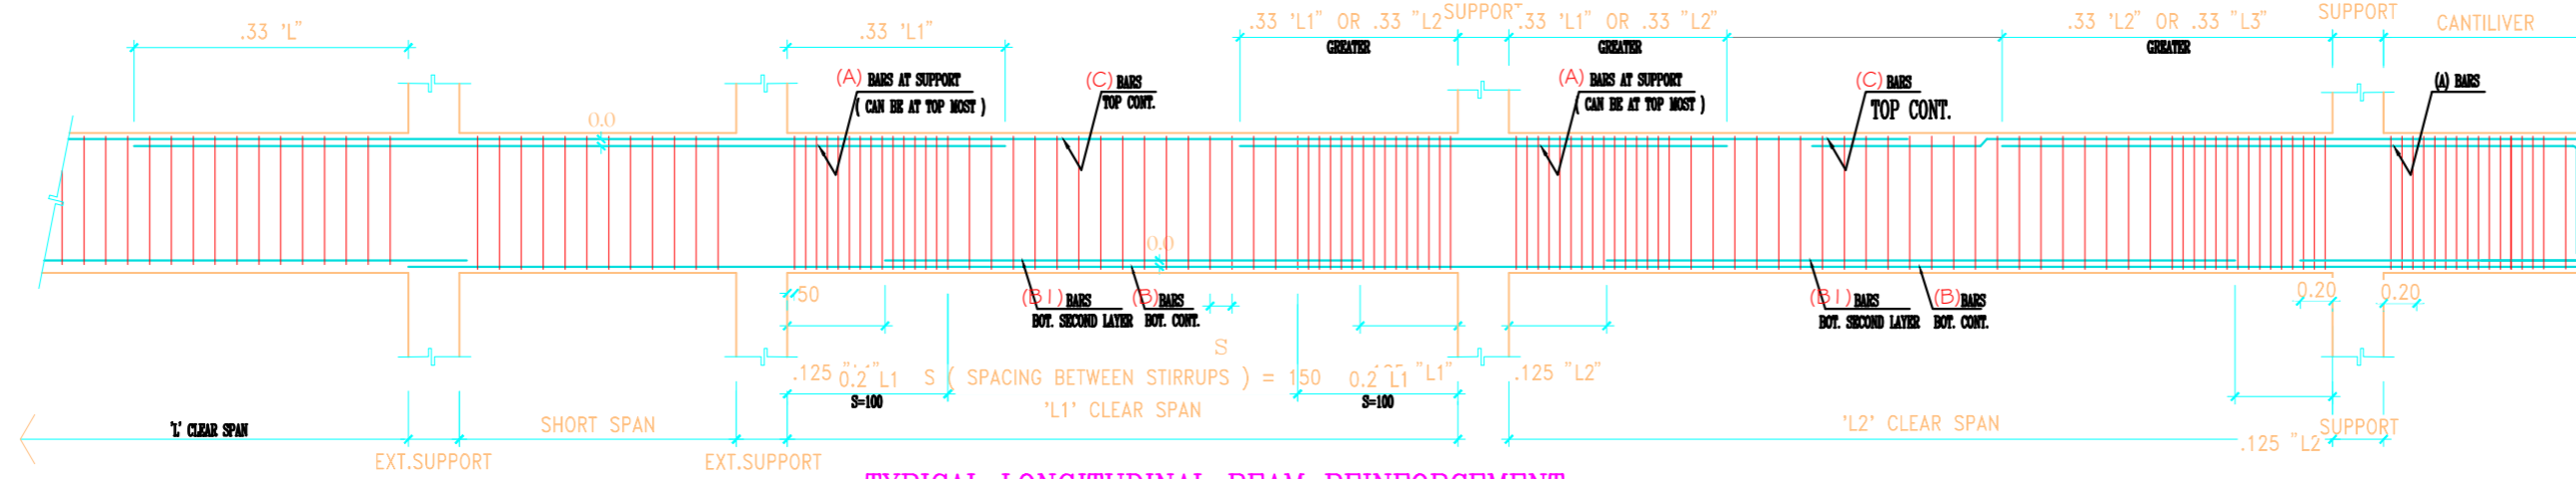 .33 'L"
.33 'L1"
.33 'L1" OR .33 "L2
GREATER
SUPPORT
.33 'L1" OR .33 "L2"
GREATER
.33 'L2" OR .33 "L3"
GREATER
SUPPORT
CANTILIVER
(A) BARS AT SUPPORT
( CAN BE AT TOP MOST )
(C) BARS
TOP CONT.
(A) BARS AT SUPPORT
( CAN BE AT TOP MOST )
(C) BARS
TOP CONT.
(A) BARS
0.0
0.0
50
(B1) BARS
BOT. SECOND LAYER
(B) BARS
BOT. CONT.
(B1) BARS
BOT. SECOND LAYER
(B) BARS
BOT. CONT.
0.20
0.20
S
.125
0.2 L1
S ( SPACING BETWEEN STIRRUPS ) = 150
0.2 L1
"L1"
.125 "L2"
S=100
'L1' CLEAR SPAN
S=100
'L' CLEAR SPAN
SHORT SPAN
'L2' CLEAR SPAN
SUPPORT
.125 "L2
EXT.SUPPORT
EXT.SUPPORT
TYPICAL LONGITUDINAL BEAM REINFORCEMENT